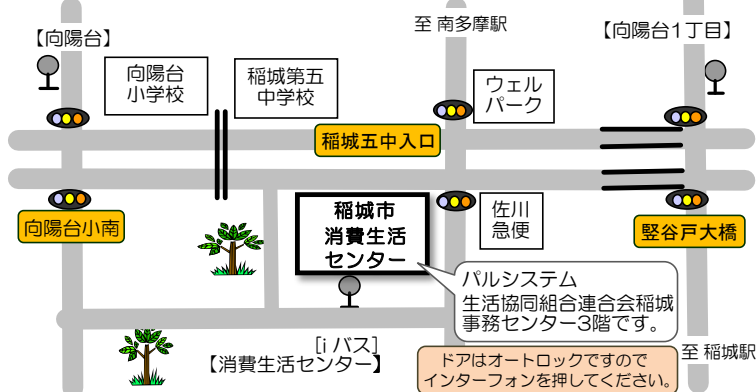 至 南多摩駅
【向陽台】
【向陽台1丁目】
向陽台
小学校
稲城第五
中学校
ウェル
パーク
稲城五中入口
稲城市
消費生活
センター
佐川
急便
向陽台小南
竪谷戸大橋
パルシステム
生活協同組合連合会稲城
事務センター3階です。
[i バス]
【消費生活センター】
至 稲城駅
ドアはオートロックですので
インターフォンを押してください。